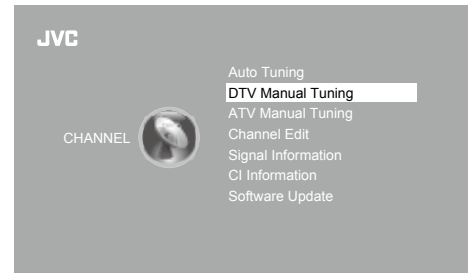 JVC
CHANNEL
Auto Tuning
DTV Manual Tuning
ATV Manual Tuning
Channel Edit
Signal Information
CI Information
Software Update